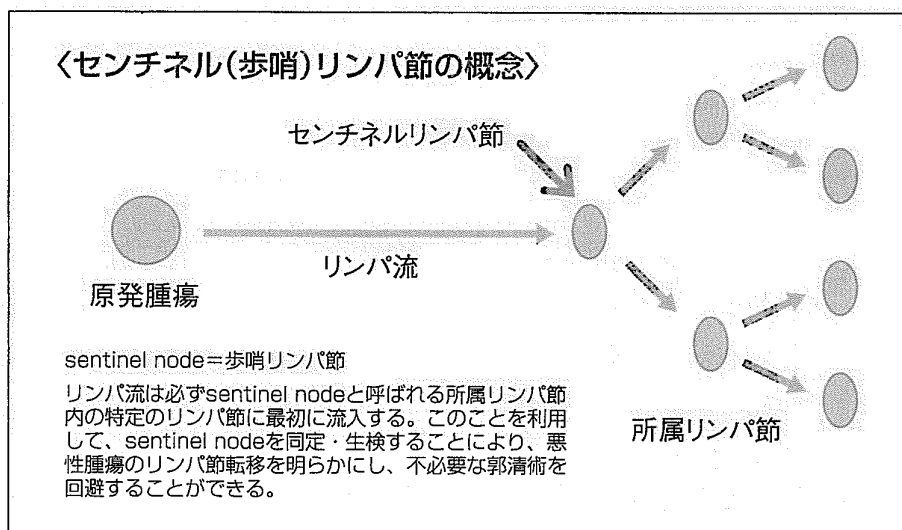 〈センチネル(歩哨)リンパ節の概念〉
センチネルリンパ節
リンパ流
原発腫瘍
所属リンパ節
sentinel node=歩哨リンパ節
リンパ流は必ずsentinel nodeと呼ばれる所属リンパ節
内の特定のリンパ節に最初に流入する。このことを利用
して、sentinel nodeを同定・生検することにより、悪
性腫瘍のリンパ節転移を明らかにし、不必要な郭清術を
回避することができる。